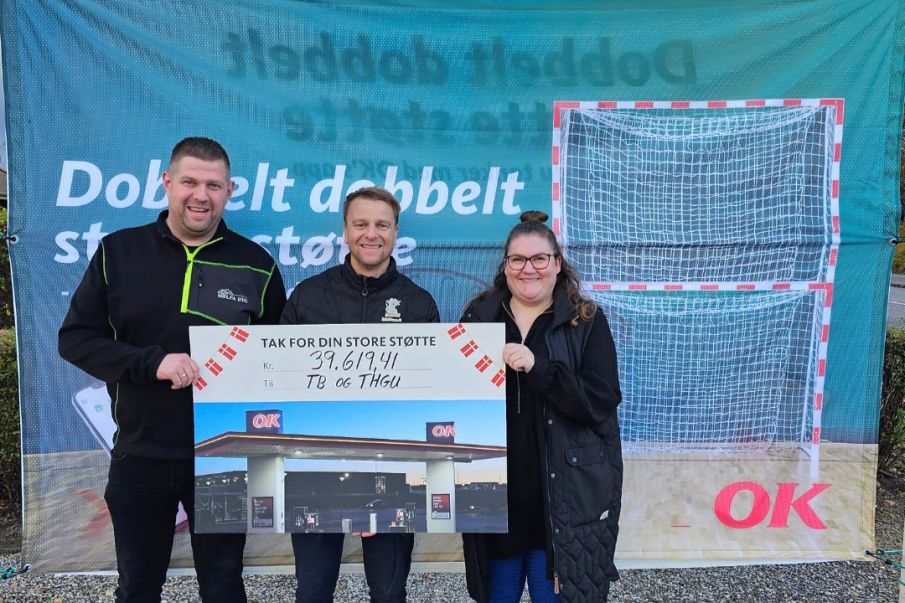 Dobbelt dobbelt
støtte
Dobbelt dobbelt
støtte
TAK FOR DIN STORE STØTTE
Kr. 39.619,41
Til TB og THGU
OK
OK
OK